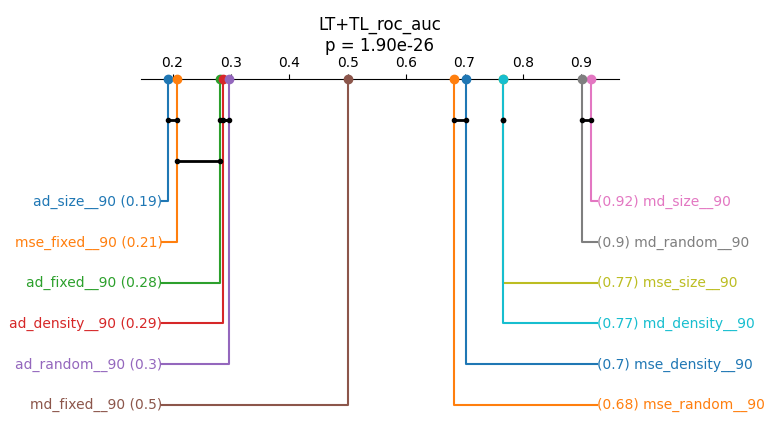 LT+TL_roc_auc
p = 1.90e-26
0.2 0.3 0.4 0.5 0.6 0.7 0.8 0.9
ad_size__90 (0.19) (0.92) md_size__90
mse_fixed__90 (0.21) (0.9) md_random__90
ad_fixed__90 (0.28) (0.77) mse_size__90
ad_density__90 (0.29) (0.77) md_density__90
ad_random__90 (0.3) (0.7) mse_density__90
md_fixed__90 (0.5) (0.68) mse_random__90